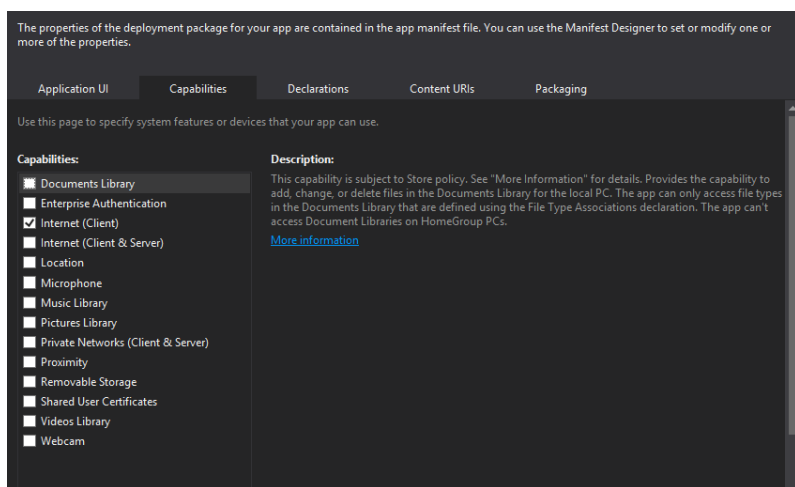 The properties of the deployment package for your app are contained in the app manifest file. You can use the Manifest Designer to set or modify one or
more of the properties.
Application UI
Capabilities
Declarations
Content URIs
Packaging
Use this page to specify system features or devices that your app can use.
Capabilities:
Documents Library
Enterprise Authentication
Internet (Client)
Internet (Client & Server)
Location
Microphone
Music Library
Pictures Library
Private Networks (Client & Server)
Proximity
Removable Storage
Shared User Certificates
Videos Library
Webcam
Description:
This capability is subject to Store policy. See "More Information" for details. Provides the capability to
add, change, or delete files in the Documents Library for the local PC. The app can only access file types
in the Documents Library that are defined using the File Type Associations declaration. The app can't
access Document Libraries on HomeGroup PCs.
More information